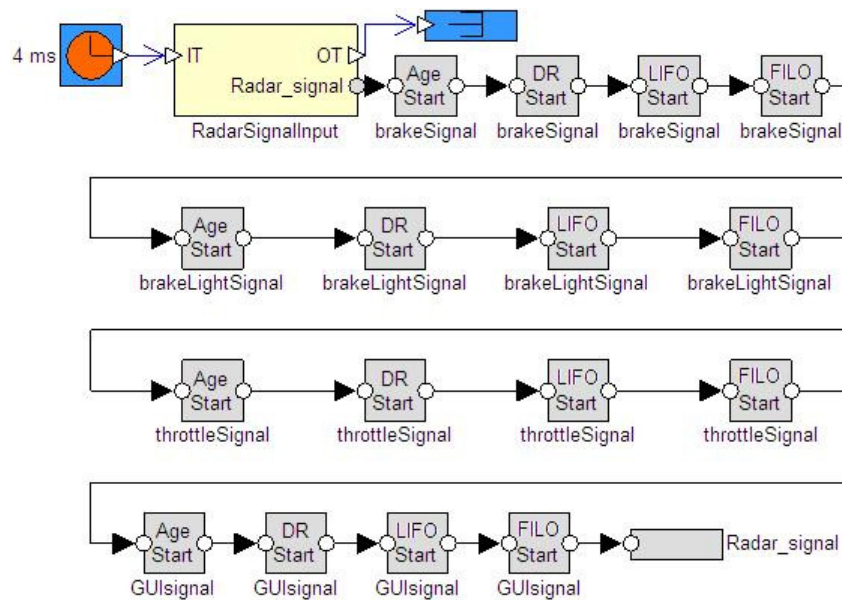 4 ms
IT
OT
Radar_signal
RadarSignalInput
Age Start
brakeSignal
DR Start
brakeSignal
LIFO Start
brakeSignal
FILO Start
brakeSignal
Age Start
brakeLightSignal
DR Start
brakeLightSignal
LIFO Start
brakeLightSignal
FILO Start
brakeLightSignal
Age Start
throttleSignal
DR Start
throttleSignal
LIFO Start
throttleSignal
FILO Start
throttleSignal
Age Start
GUIsignal
DR Start
GUIsignal
LIFO Start
GUIsignal
FILO Start
GUIsignal
Radar_signal